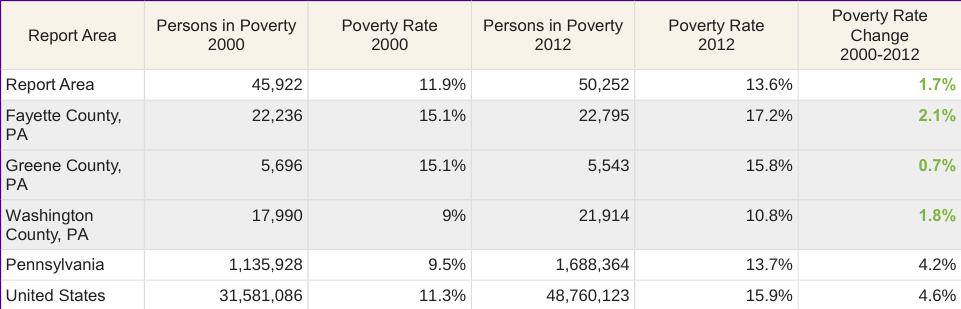 Report Area Persons in Poverty 2000 Poverty Rate 2000 Persons in Poverty 2012 Poverty Rate 2012 Poverty Rate Change 2000-2012
Report Area 45,922 11.9% 50,252 13.6% 1.7%
Fayette County, PA 22,236 15.1% 22,795 17.2% 2.1%
Greene County, PA 5,696 15.1% 5,543 15.8% 0.7%
Washington County, PA 17,990 9% 21,914 10.8% 1.8%
Pennsylvania 1,135,928 9.5% 1,688,364 13.7% 4.2%
United States 31,581,086 11.3% 48,760,123 15.9% 4.6%